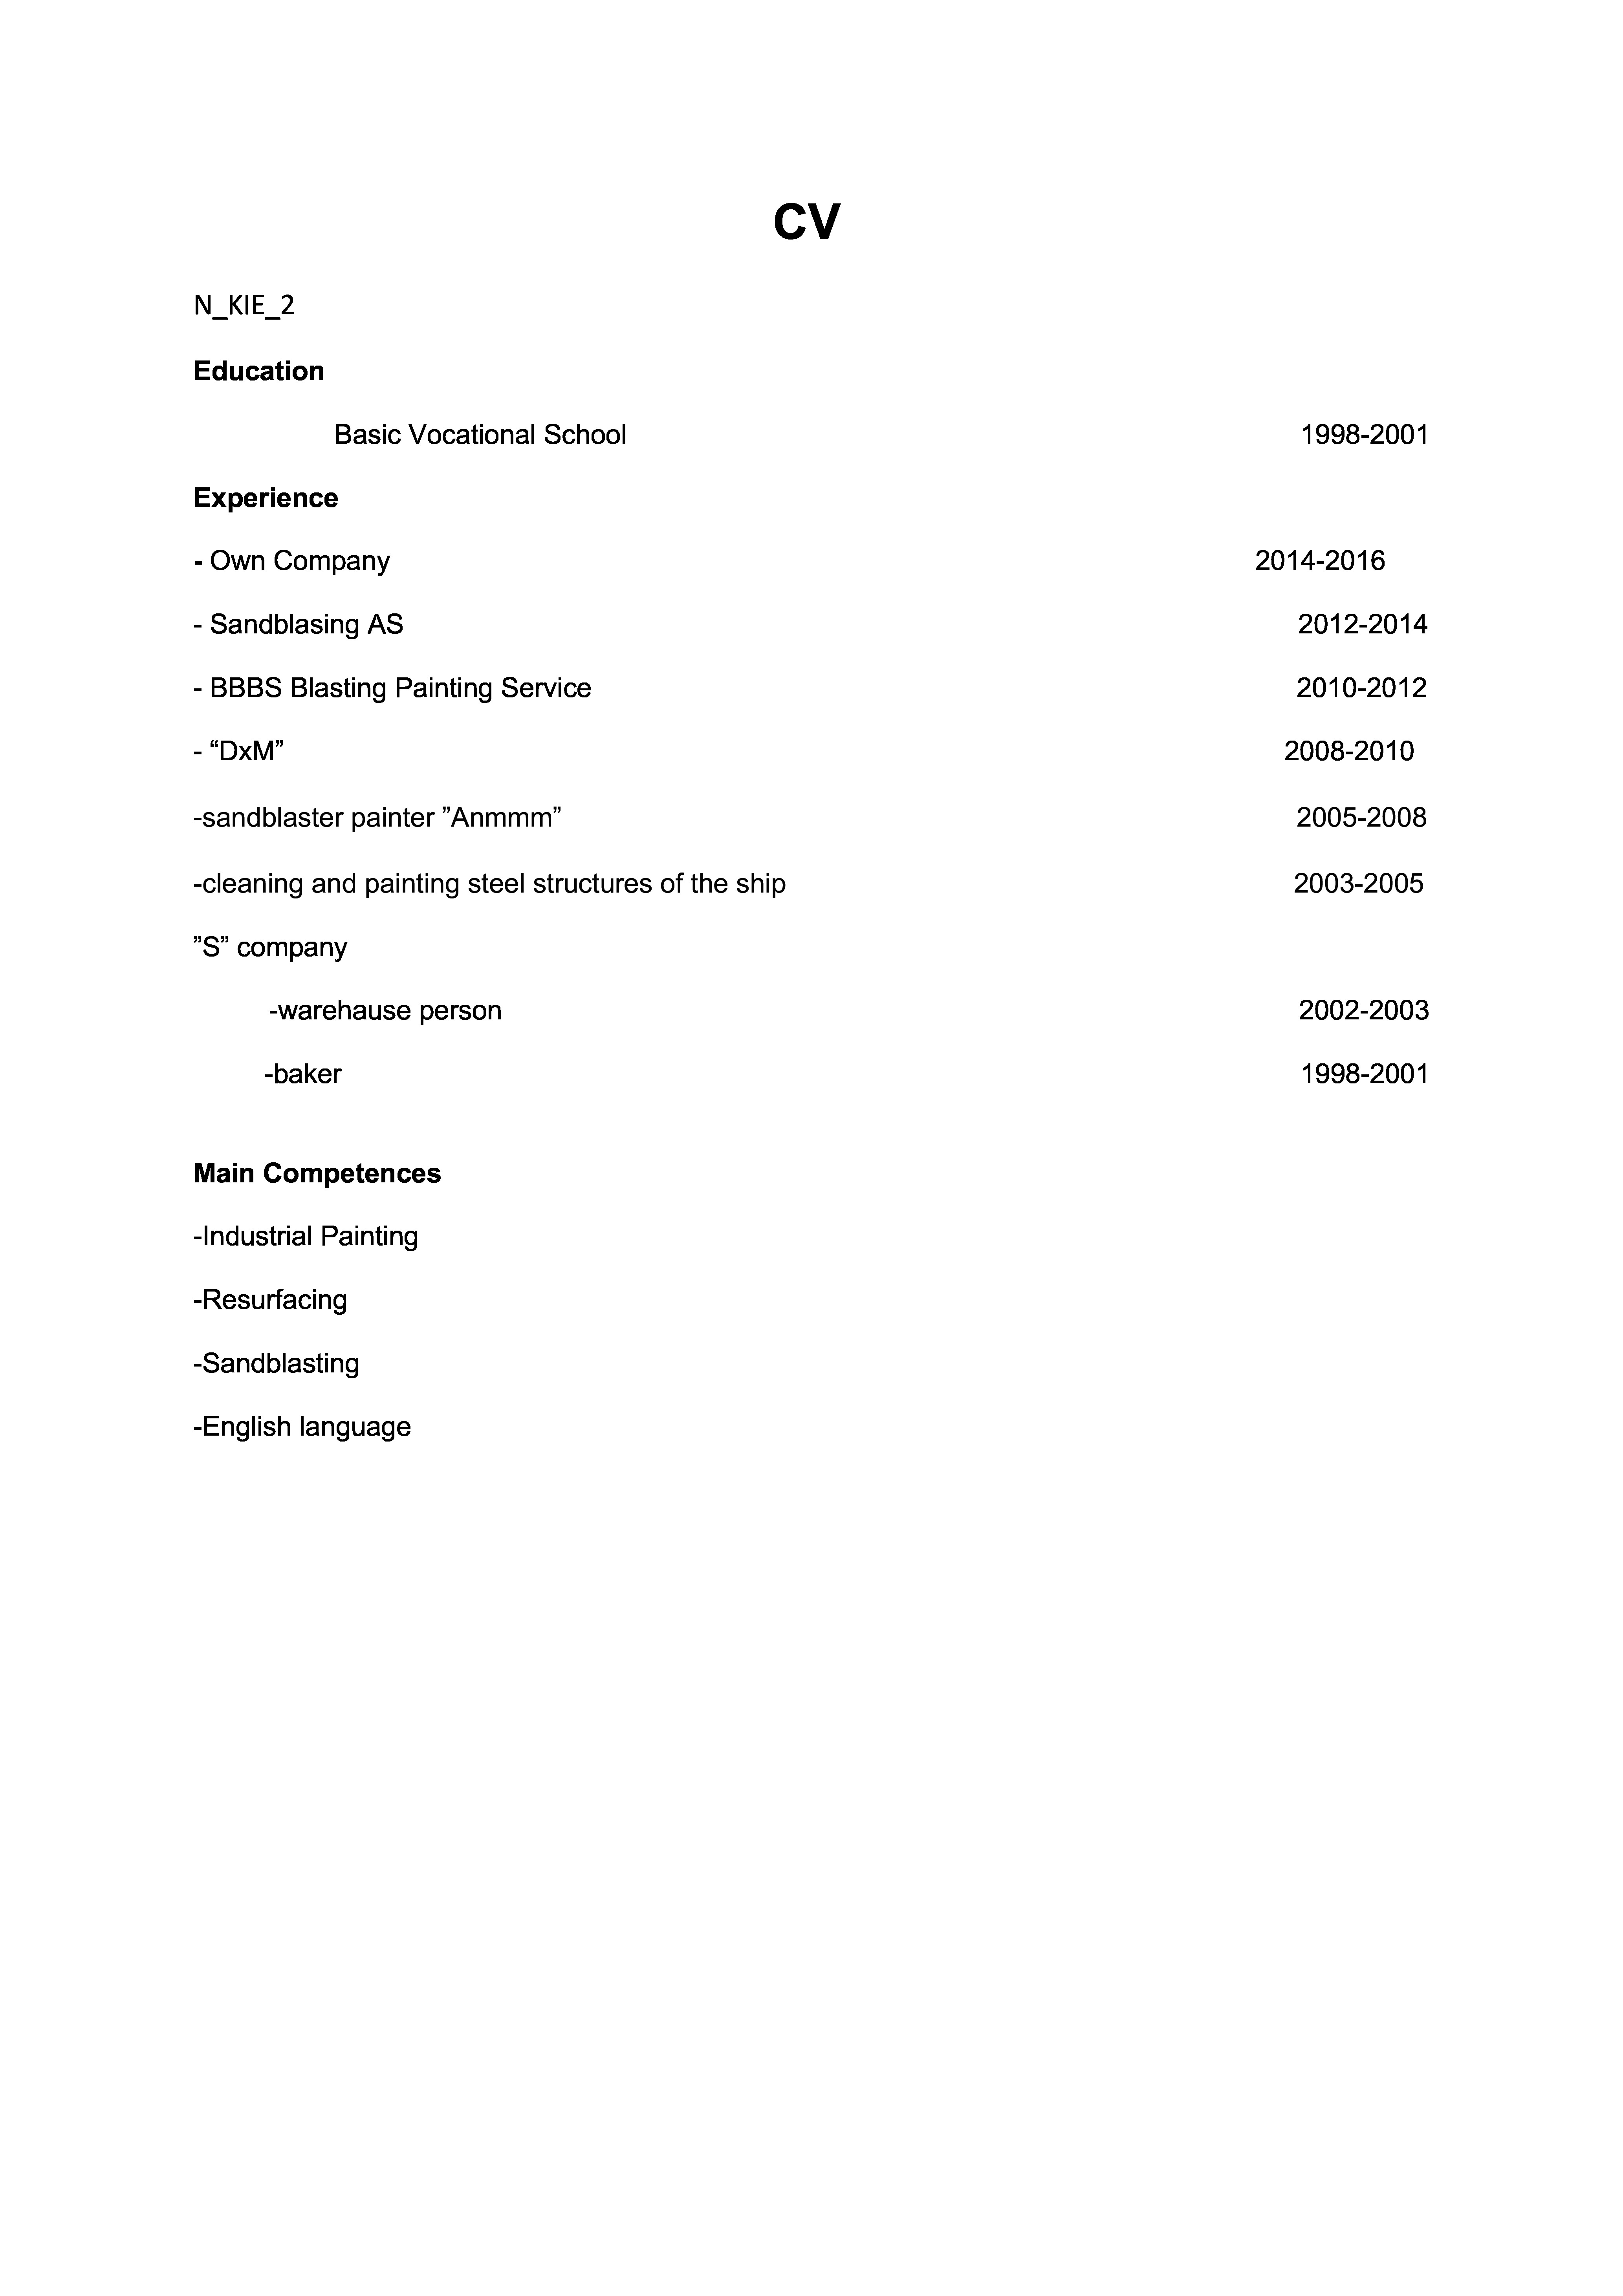 CV
N_KIE_2
Education
Basic Vocational School 1998-2001
Experience
- Own Company 2014-2016
- Sandblasing AS 2012-2014
- BBBS Blasting Painting Service 2010-2012
- “DxM” 2008-2010
-sandblaster painter ”Anmmm” 2005-2008
-cleaning and painting steel structures of the ship 2003-2005
”S” company
-warehause person 2002-2003
-baker 1998-2001
Main Competences
-Industrial Painting
-Resurfacing
-Sandblasting
-English language